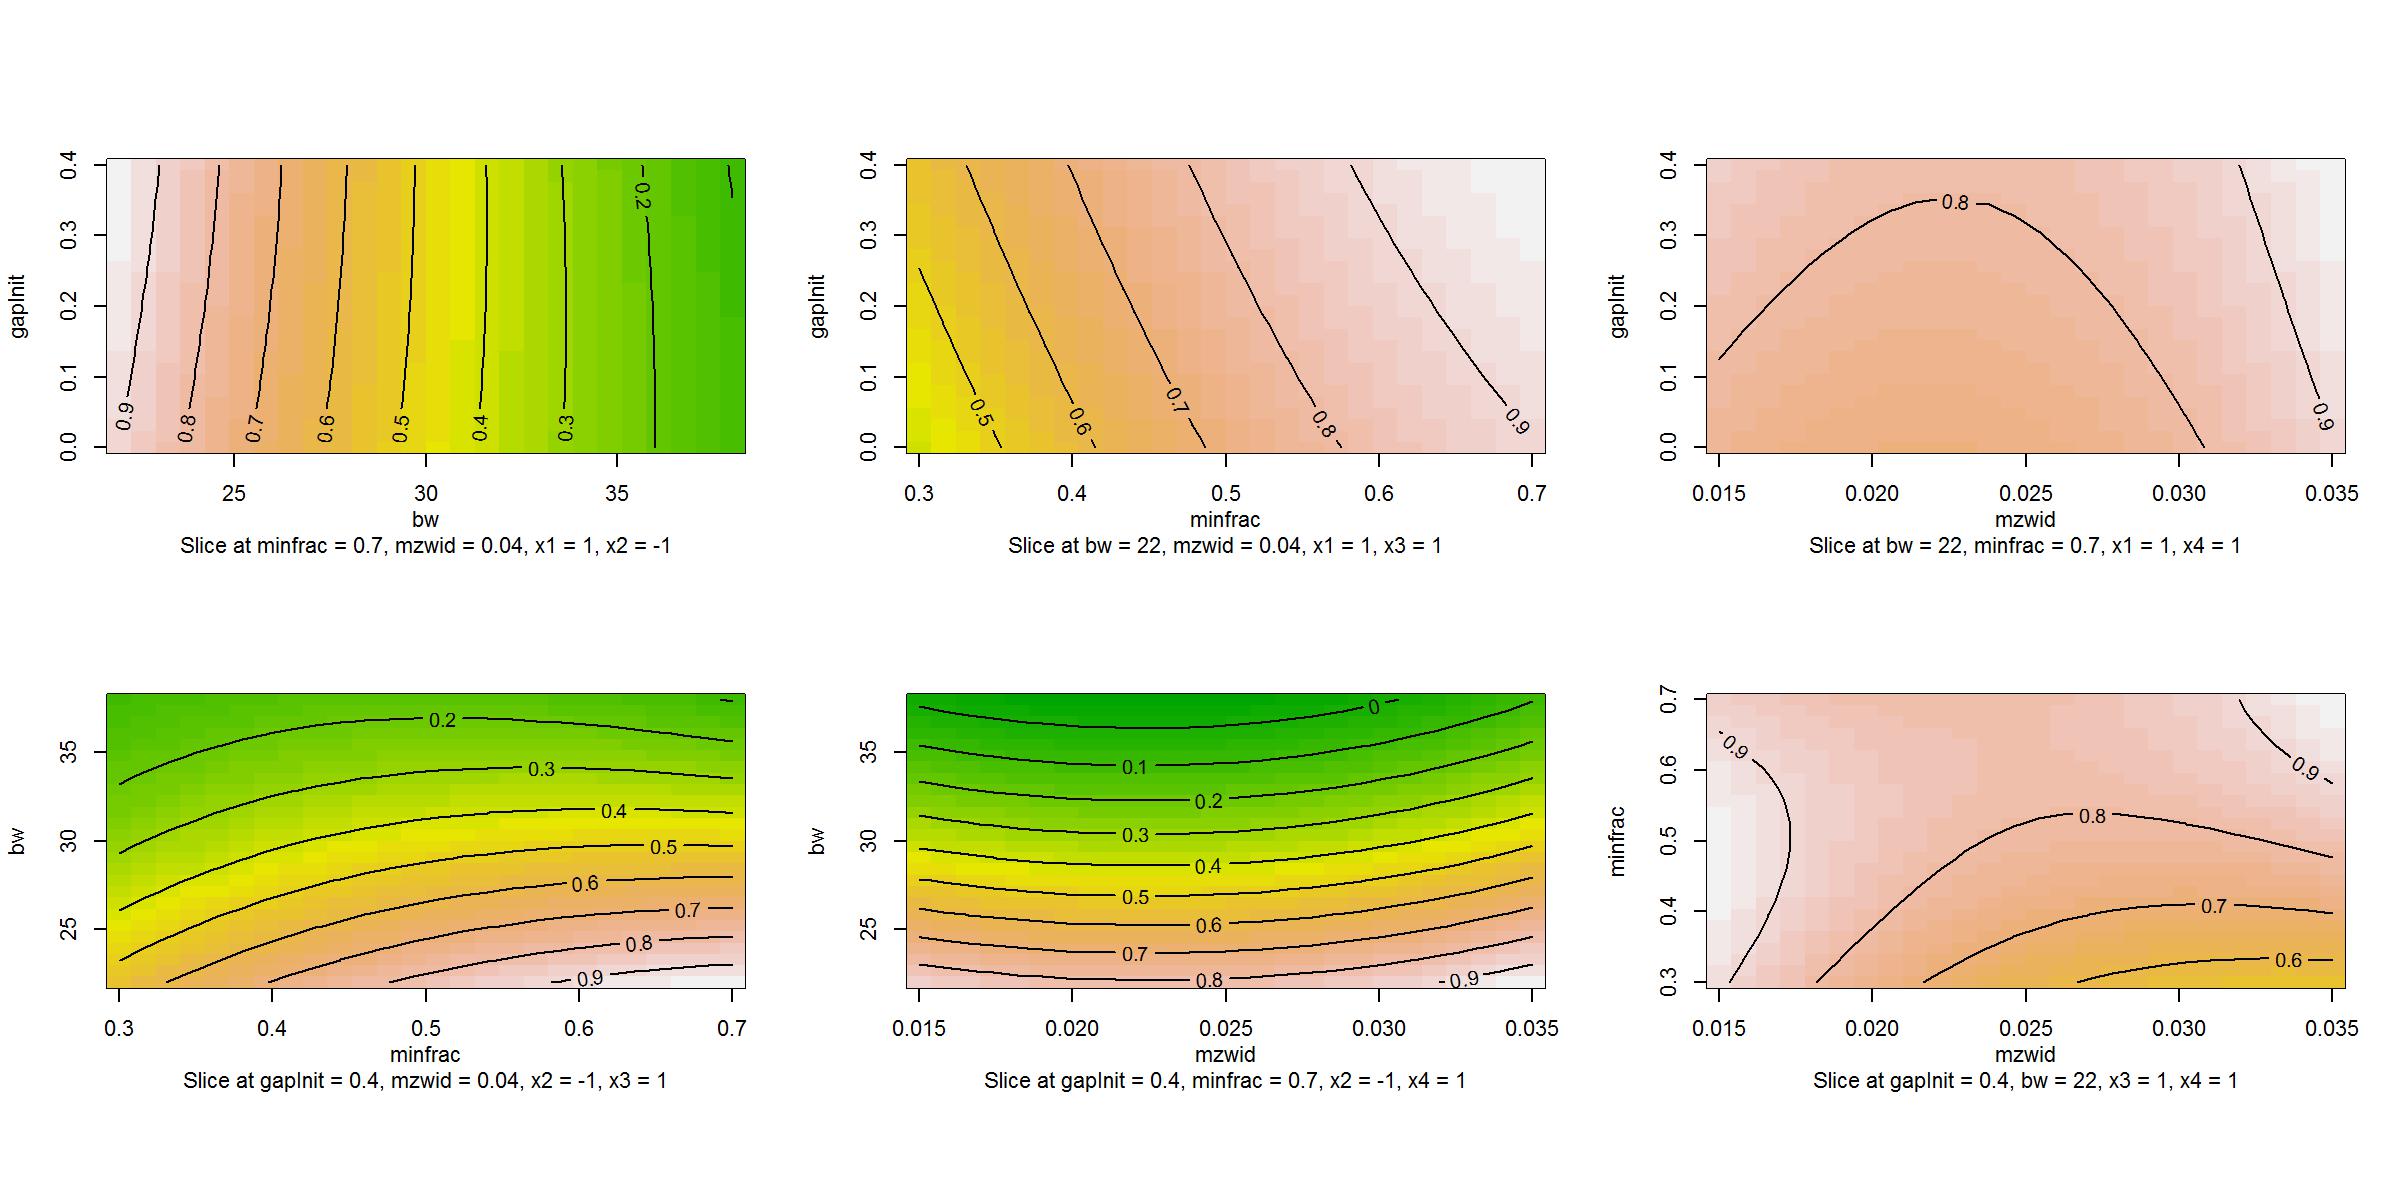 gapInit
0.0 0.1 0.2 0.3 0.4
0.9 0.8 0.7 0.6 0.5 0.4 0.3 0.2
25 30 35
bw
Slice at minfrac = 0.7, mzwid = 0.04, x1 = 1, x2 = -1
gapInit
0.0 0.1 0.2 0.3 0.4
0.5 0.6 0.7 0.8 0.9
0.3 0.4 0.5 0.6 0.7
minfrac
Slice at bw = 22, mzwid = 0.04, x1 = 1, x3 = 1
gapInit
0.0 0.1 0.2 0.3 0.4
0.8 0.9
0.015 0.020 0.025 0.030 0.035
mzwid
Slice at bw = 22, minfrac = 0.7, x1 = 1, x4 = 1
bw
25 30 35
0.2
0.3
0.4
0.5
0.6
0.7
0.8
0.9
0.3 0.4 0.5 0.6 0.7
minfrac
Slice at gapInit = 0.4, mzwid = 0.04, x2 = -1, x3 = 1
bw
25 30 35
0
0.1
0.2
0.3
0.4
0.5
0.6
0.7
0.8 0.9
0.015 0.020 0.025 0.030 0.035
mzwid
Slice at gapInit = 0.4, minfrac = 0.7, x2 = -1, x4 = 1
minfrac
0.3 0.4 0.5 0.6 0.7
0.9 0.9
0.8
0.7
0.6
0.015 0.020 0.025 0.030 0.035
mzwid
Slice at gapInit = 0.4, bw = 22, x3 = 1, x4 = 1